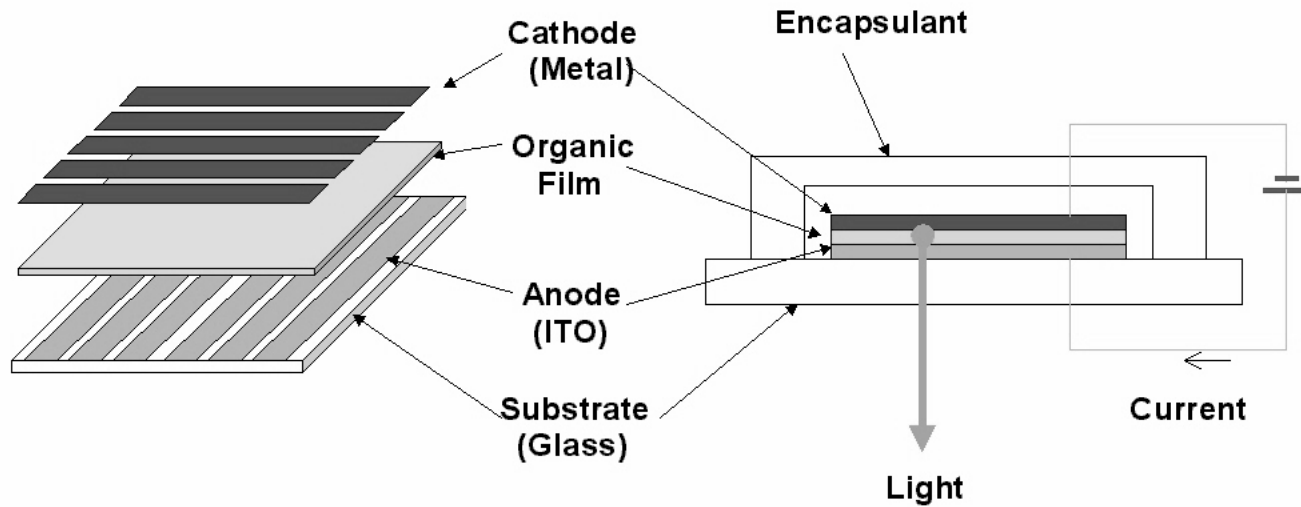 Cathode
(Metal)
Encapsulant
Organic
Film
Anode
(ITO)
Substrate
(Glass)
Current
Light